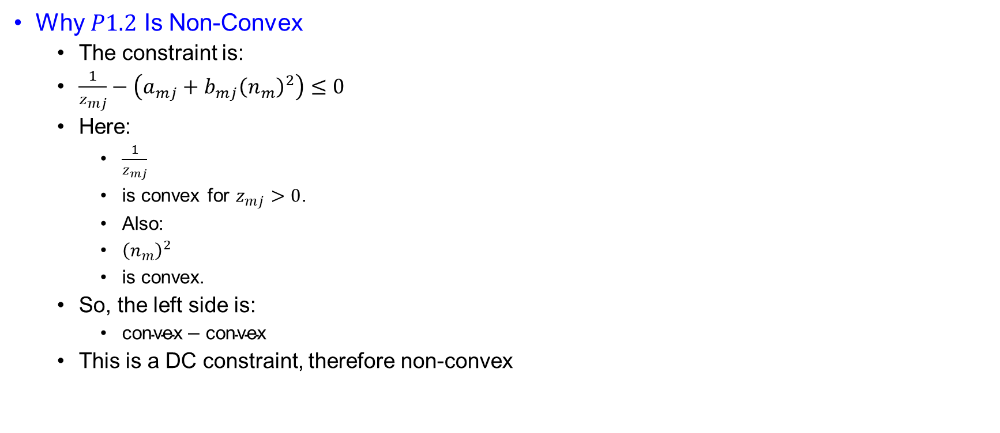 • Why 𝑃1.2 Is Non-Convex
• The constraint is:
• 1/z_{mj} − (a_{mj} + b_{mj}(n_m)²) ≤ 0
• Here:
• 1/z_{mj}
• is convex for z_{mj} > 0.
• Also:
• (n_m)²
• is convex.
• So, the left side is:
• convex − convex
• This is a DC constraint, therefore non-convex